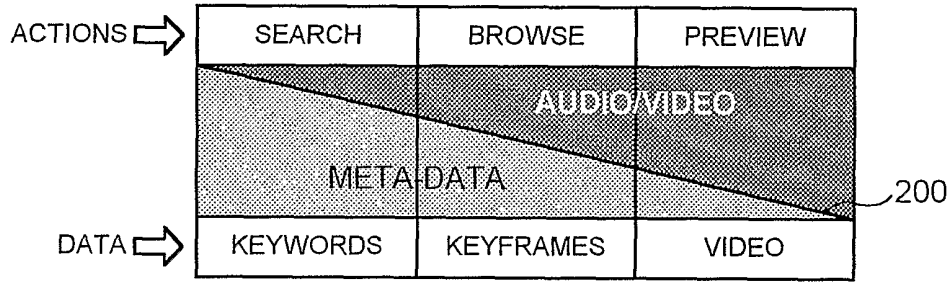 ACTIONS SEARCH BROWSE PREVIEW
AUDIO/VIDEO
META-DATA
200
DATA KEYWORDS KEYFRAMES VIDEO